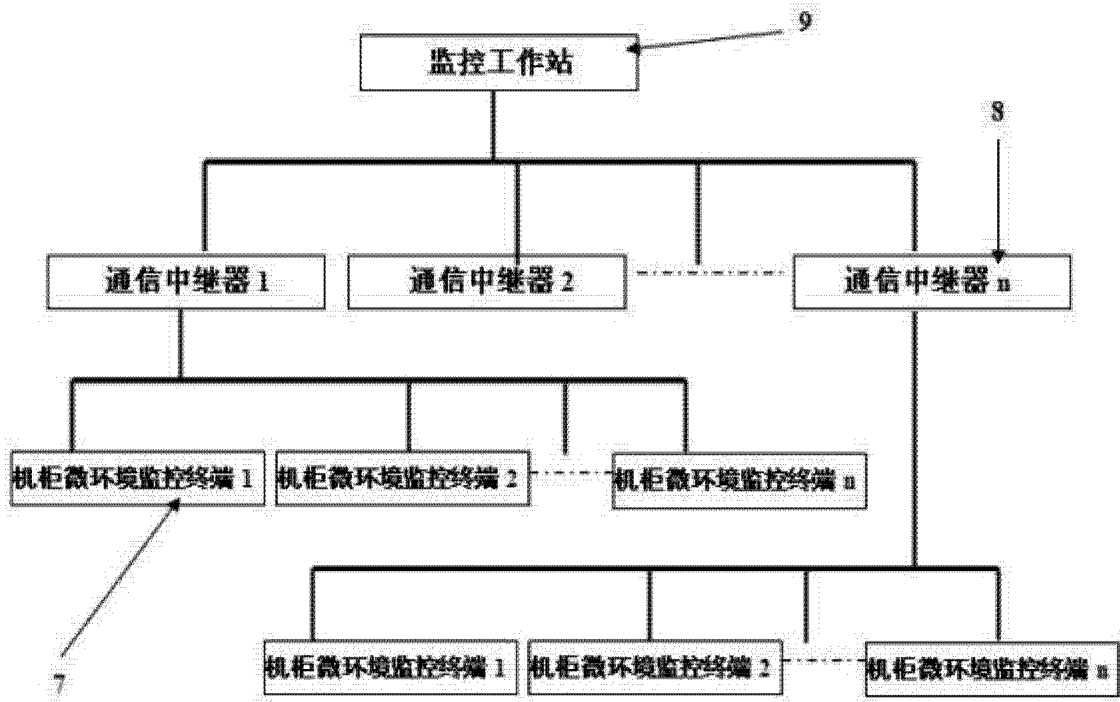 9
监控工作站
8
通信中继器 1
通信中继器 2
通信中继器 n
机柜微环境监控终端 1
机柜微环境监控终端 2
机柜微环境监控终端 n
机柜微环境监控终端 1
机柜微环境监控终端 2
机柜微环境监控终端 n
7